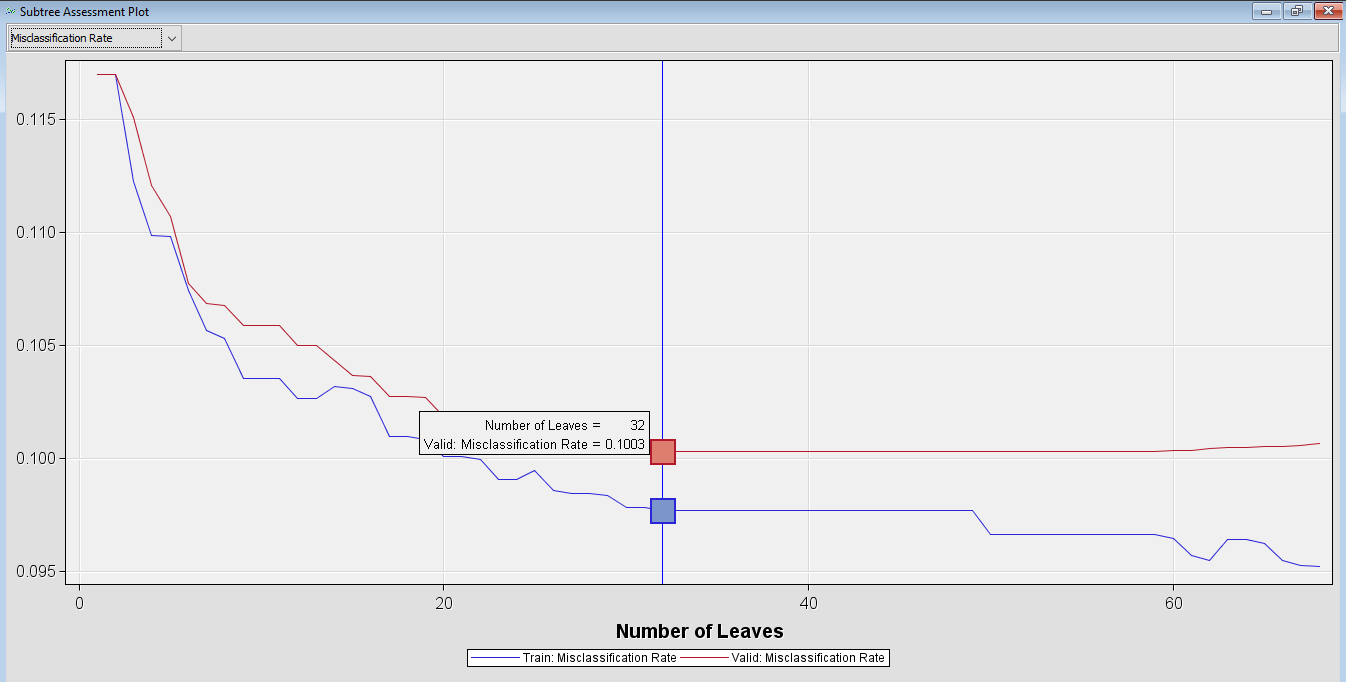 Subtree Assessment Plot
Misclassification Rate
0.115
0.110
0.105
0.100
0.095
Number of Leaves = 32
Valid: Misclassification Rate = 0.1003
0 20 40 60
Number of Leaves
Train: Misclassification Rate Valid: Misclassification Rate